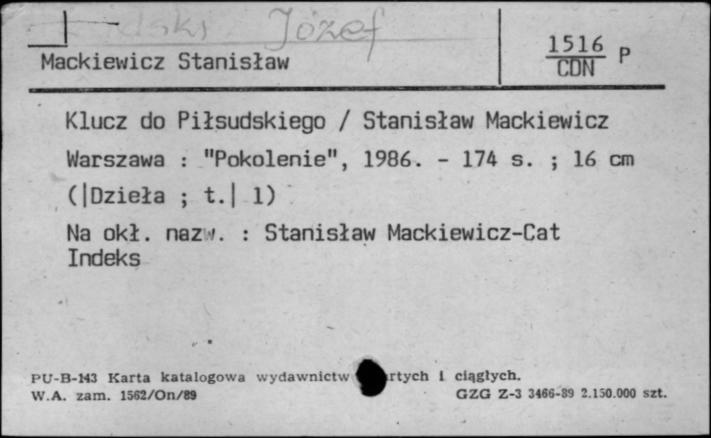 Józef
Mackiewicz Stanisław
1516
CDN P
Klucz do Piłsudskiego / Stanisław Mackiewicz
Warszawa : "Pokolenie", 1986. - 174 s. ; 16 cm
(|Dzieła ; t.| 1)
Na okł. nazw. : Stanisław Mackiewicz-Cat
Indeks
PU-B-143 Karta katalogowa wydawnictw i ciągłych.
W.A. zam. 1562/On/89 GZG Z-3 3466-89 2.150.000 szt.